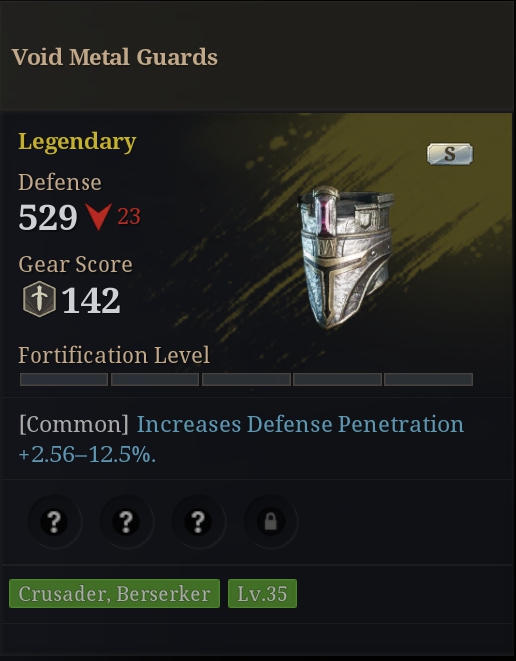 Void Metal Guards
Legendary
S
Defense
529 23
Gear Score
142
Fortification Level
[Common] Increases Defense Penetration
+2.56–12.5%.
? ? ?
Crusader, Berserker Lv.35